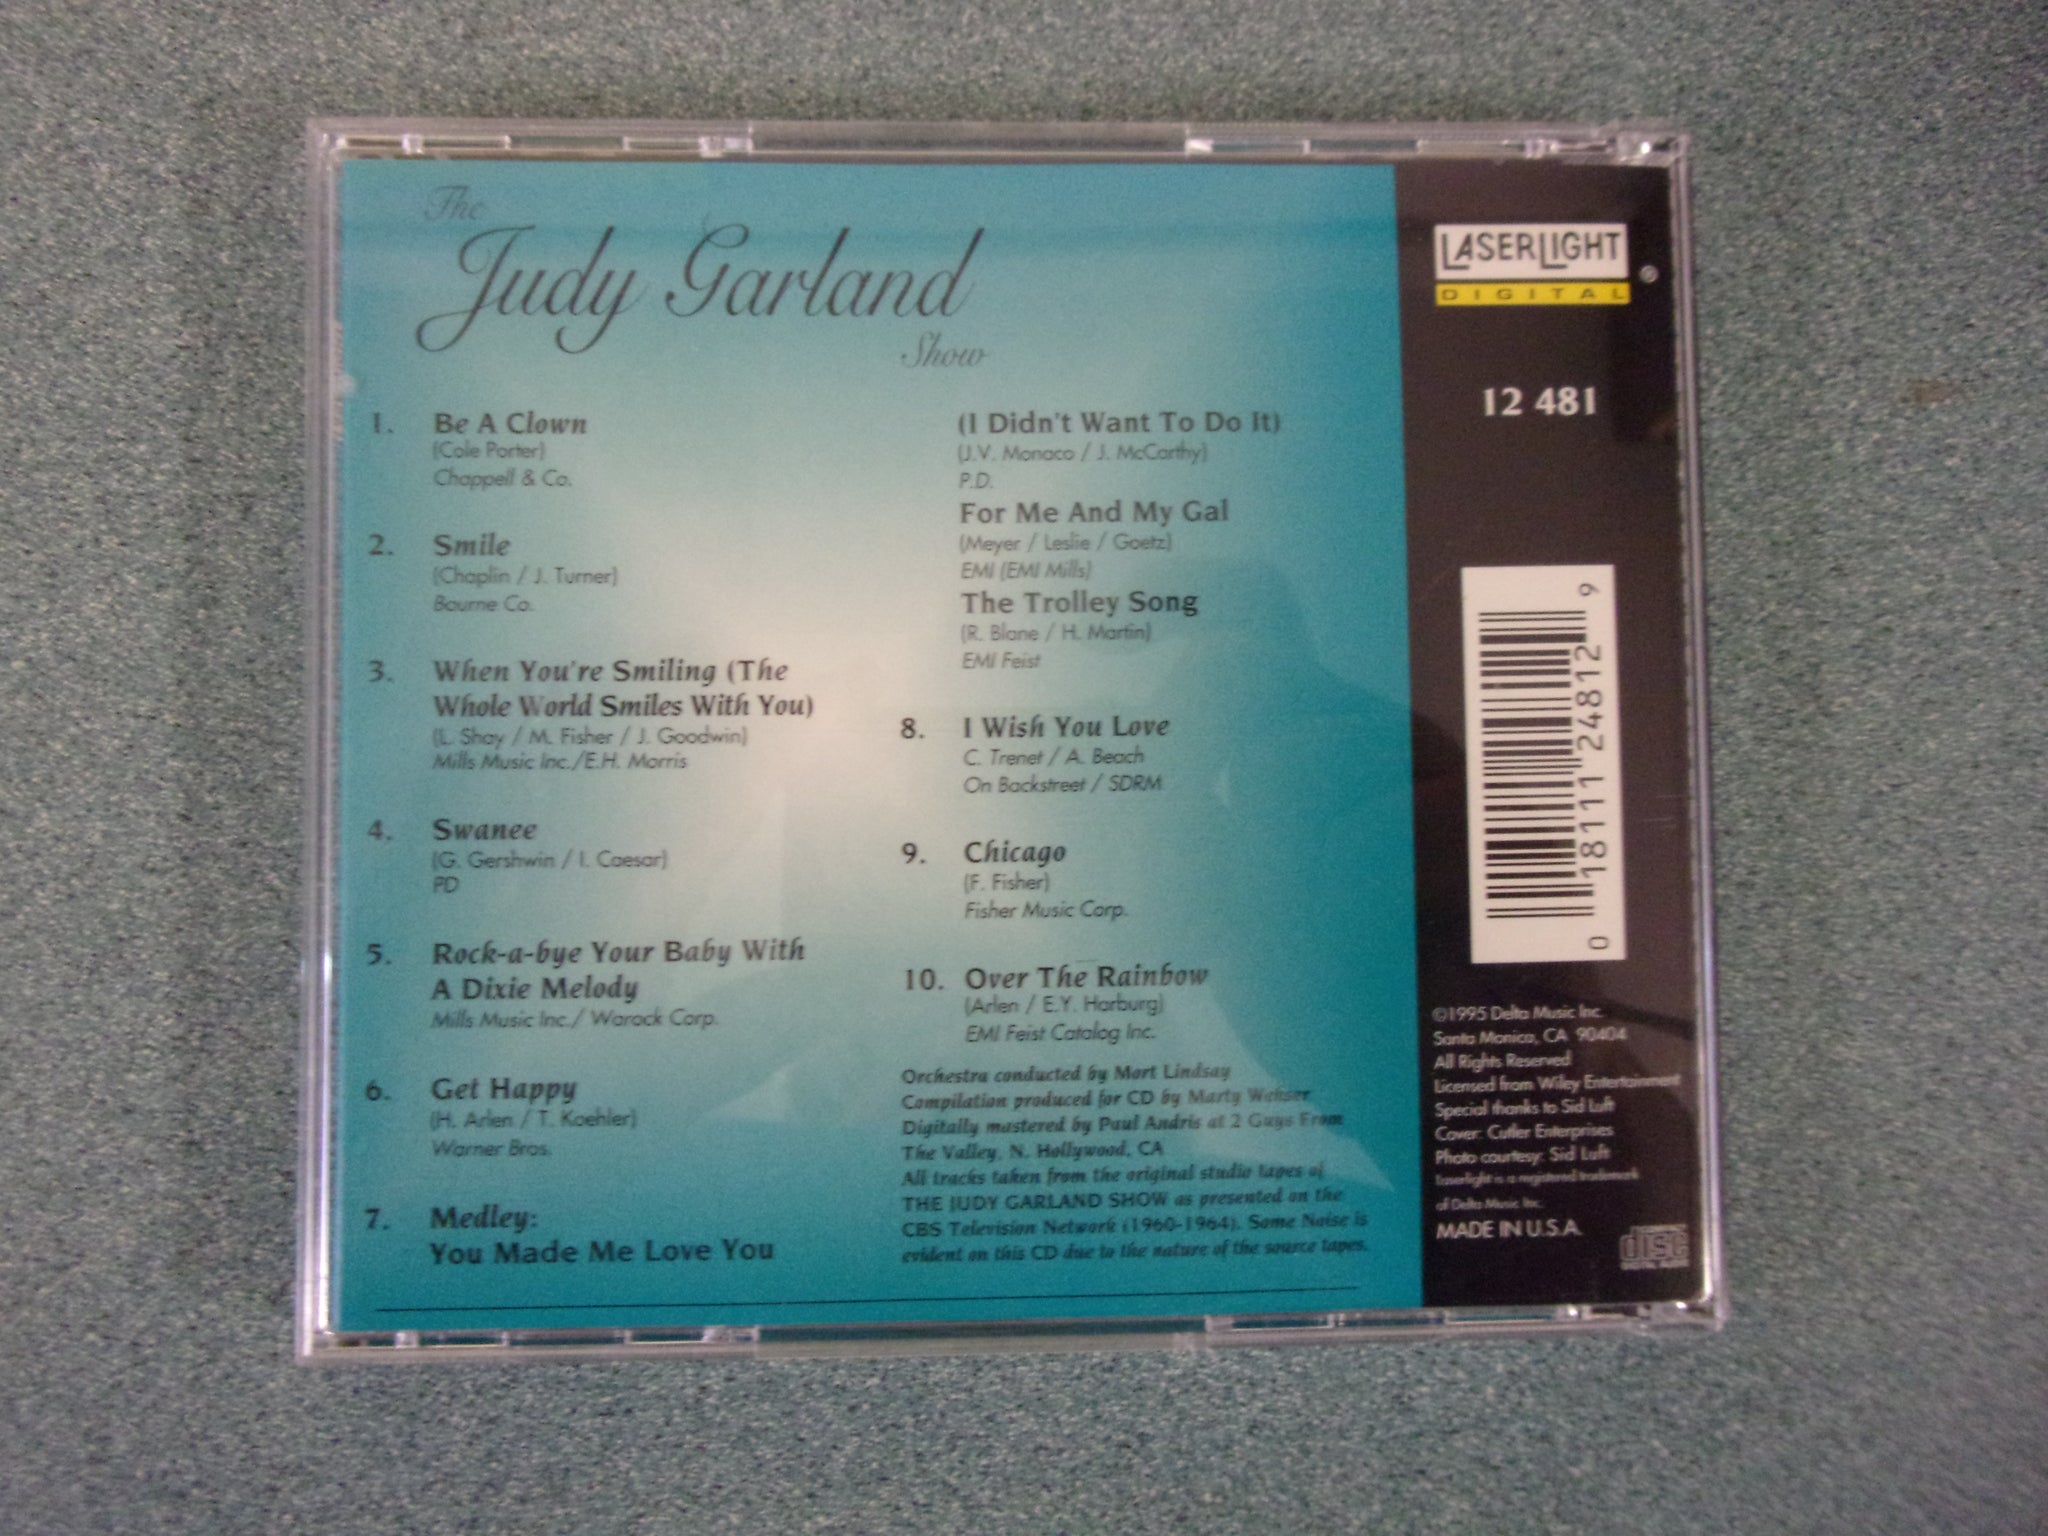 The
Judy Garland
Show
1. Be A Clown
(Cole Porter)
Chappell & Co.
2. Smile
(Chaplin / J. Turner)
Bourne Co.
3. When You're Smiling (The
Whole World Smiles With You)
(L. Shay / M. Fisher / J. Goodwin)
Mills Music Inc./E.H. Morris
4. Swanee
(G. Gershwin / I. Caesar)
PD
5. Rock-a-bye Your Baby With
A Dixie Melody
Mills Music Inc./ Warock Corp.
6. Get Happy
(H. Arlen / T. Koehler)
Warner Bros.
7. Medley:
You Made Me Love You
(I Didn't Want To Do It)
(J.V. Monaco / J. McCarthy)
P.D.
For Me And My Gal
(Meyer / Leslie / Goetz)
EMI (EMI Mills)
The Trolley Song
(R. Blane / H. Martin)
EMI Feist
8. I Wish You Love
C. Trenet / A. Beach
On Backstreet / SDRM
9. Chicago
(F. Fisher)
Fisher Music Corp.
10. Over The Rainbow
(Arlen / E.Y. Harburg)
EMI Feist Catalog Inc.
Orchestra conducted by Mort Lindsay
Compilation produced for CD by Marty Wekser
Digitally mastered by Paul Andris at 2 Guys From
The Valley, N. Hollywood, CA
All tracks taken from the original studio tapes of
THE JUDY GARLAND SHOW as presented on the
CBS Television Network (1960-1964). Some Noise is
evident on this CD due to the nature of the source tapes.
LASERLIGHT
DIGITAL
®
12 481
0 18111 24812 9
©1995 Delta Music Inc.
Santa Monica, CA 90404
All Rights Reserved
Licensed from Wiley Entertainment
Special thanks to Sid Luft
Cover: Cutler Enterprises
Photo courtesy: Sid Luft
Laserlight is a registered trademark
of Delta Music Inc.
MADE IN U.S.A.
COMPACT
disc
DIGITAL AUDIO